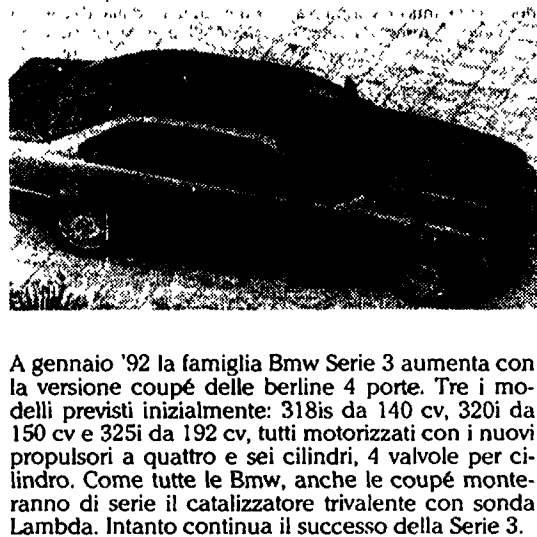 A gennaio '92 la famiglia Bmw Serie 3 aumenta con
la versione coupé delle berline 4 porte. Tre i mo-
delli previsti inizialmente: 318is da 140 cv, 320i da
150 cv e 325i da 192 cv, tutti motorizzati con i nuovi
propulsori a quattro e sei cilindri, 4 valvole per ci-
lindro. Come tutte le Bmw, anche le coupé monte-
ranno di serie il catalizzatore trivalente con sonda
Lambda. Intanto continua il successo della Serie 3.